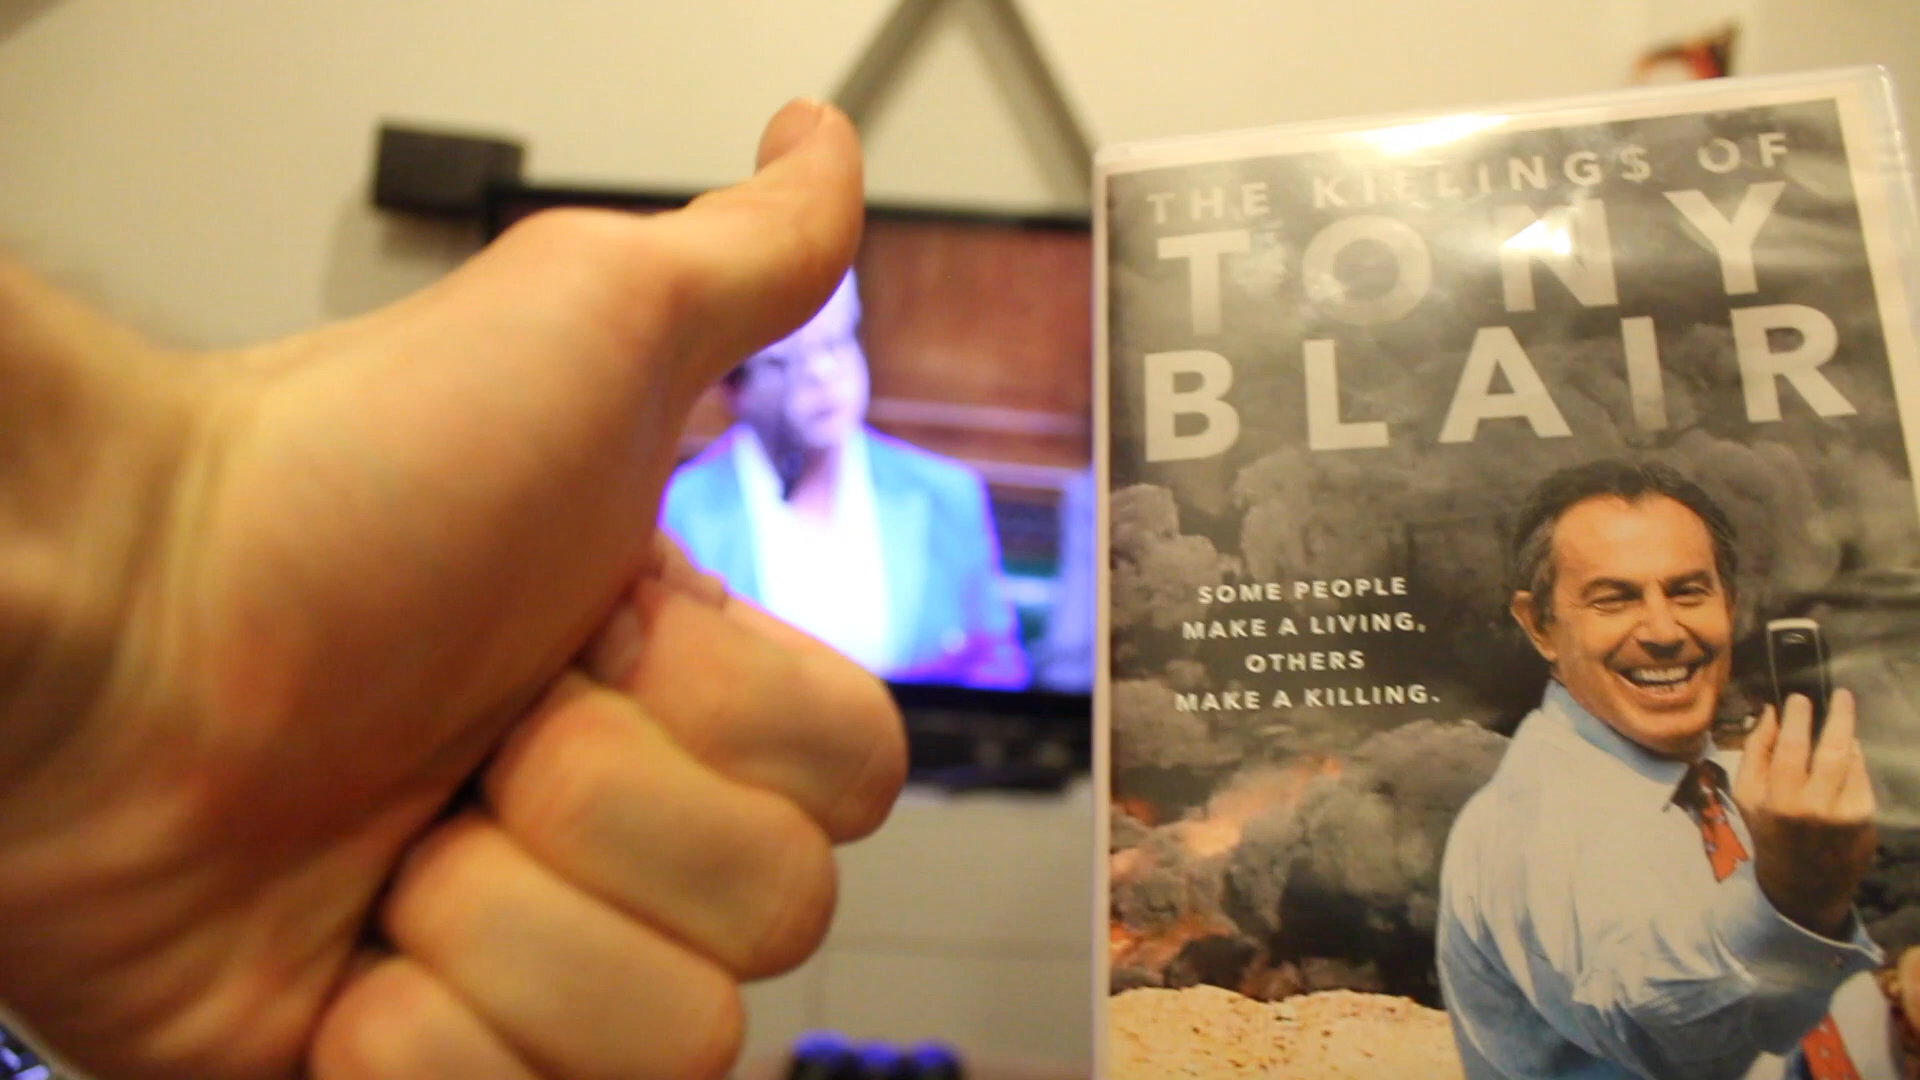 THE KILLING$ OF
TONY
BLAIR
SOME PEOPLE
MAKE A LIVING,
OTHERS
MAKE A KILLING.